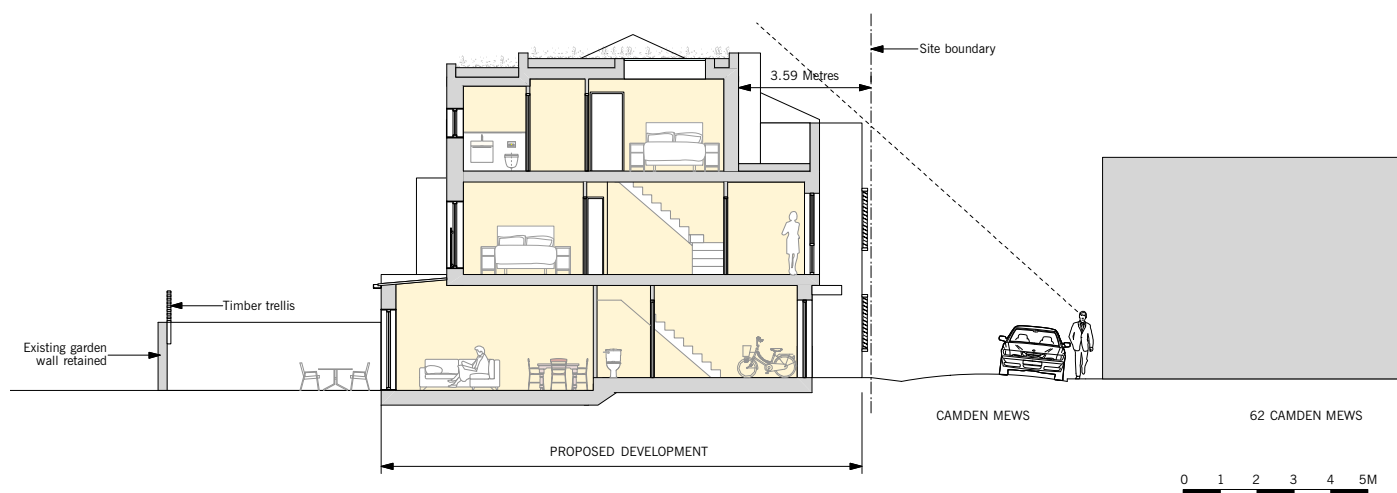 Site boundary
3.59 Metres
Timber trellis
Existing garden
wall retained
CAMDEN MEWS
62 CAMDEN MEWS
PROPOSED DEVELOPMENT
0 1 2 3 4 5M